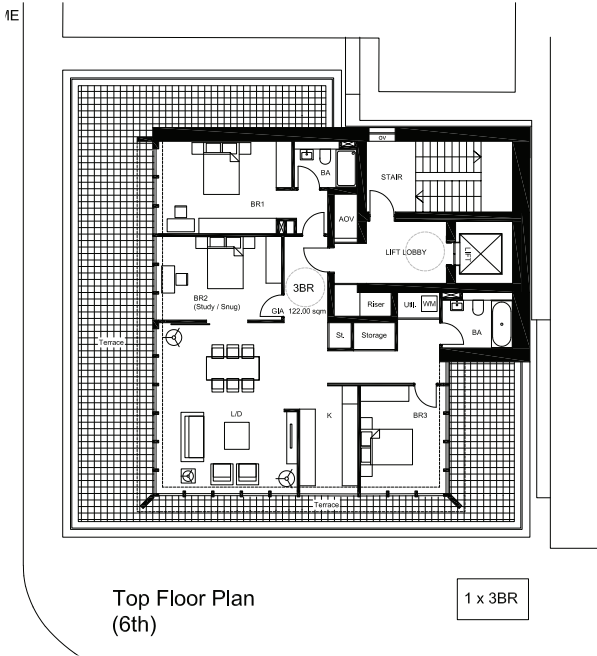 ME
OV
BA
STAIR
BR1
AOV
LIFT LOBBY
LIFT
3BR
BR2
(Study / Snug)
GIA 122.00 sqm
Riser
Util.
WM
St.
Storage
BA
Terrace
L/D
K
BR3
Terrace
Top Floor Plan
(6th)
1 x 3BR